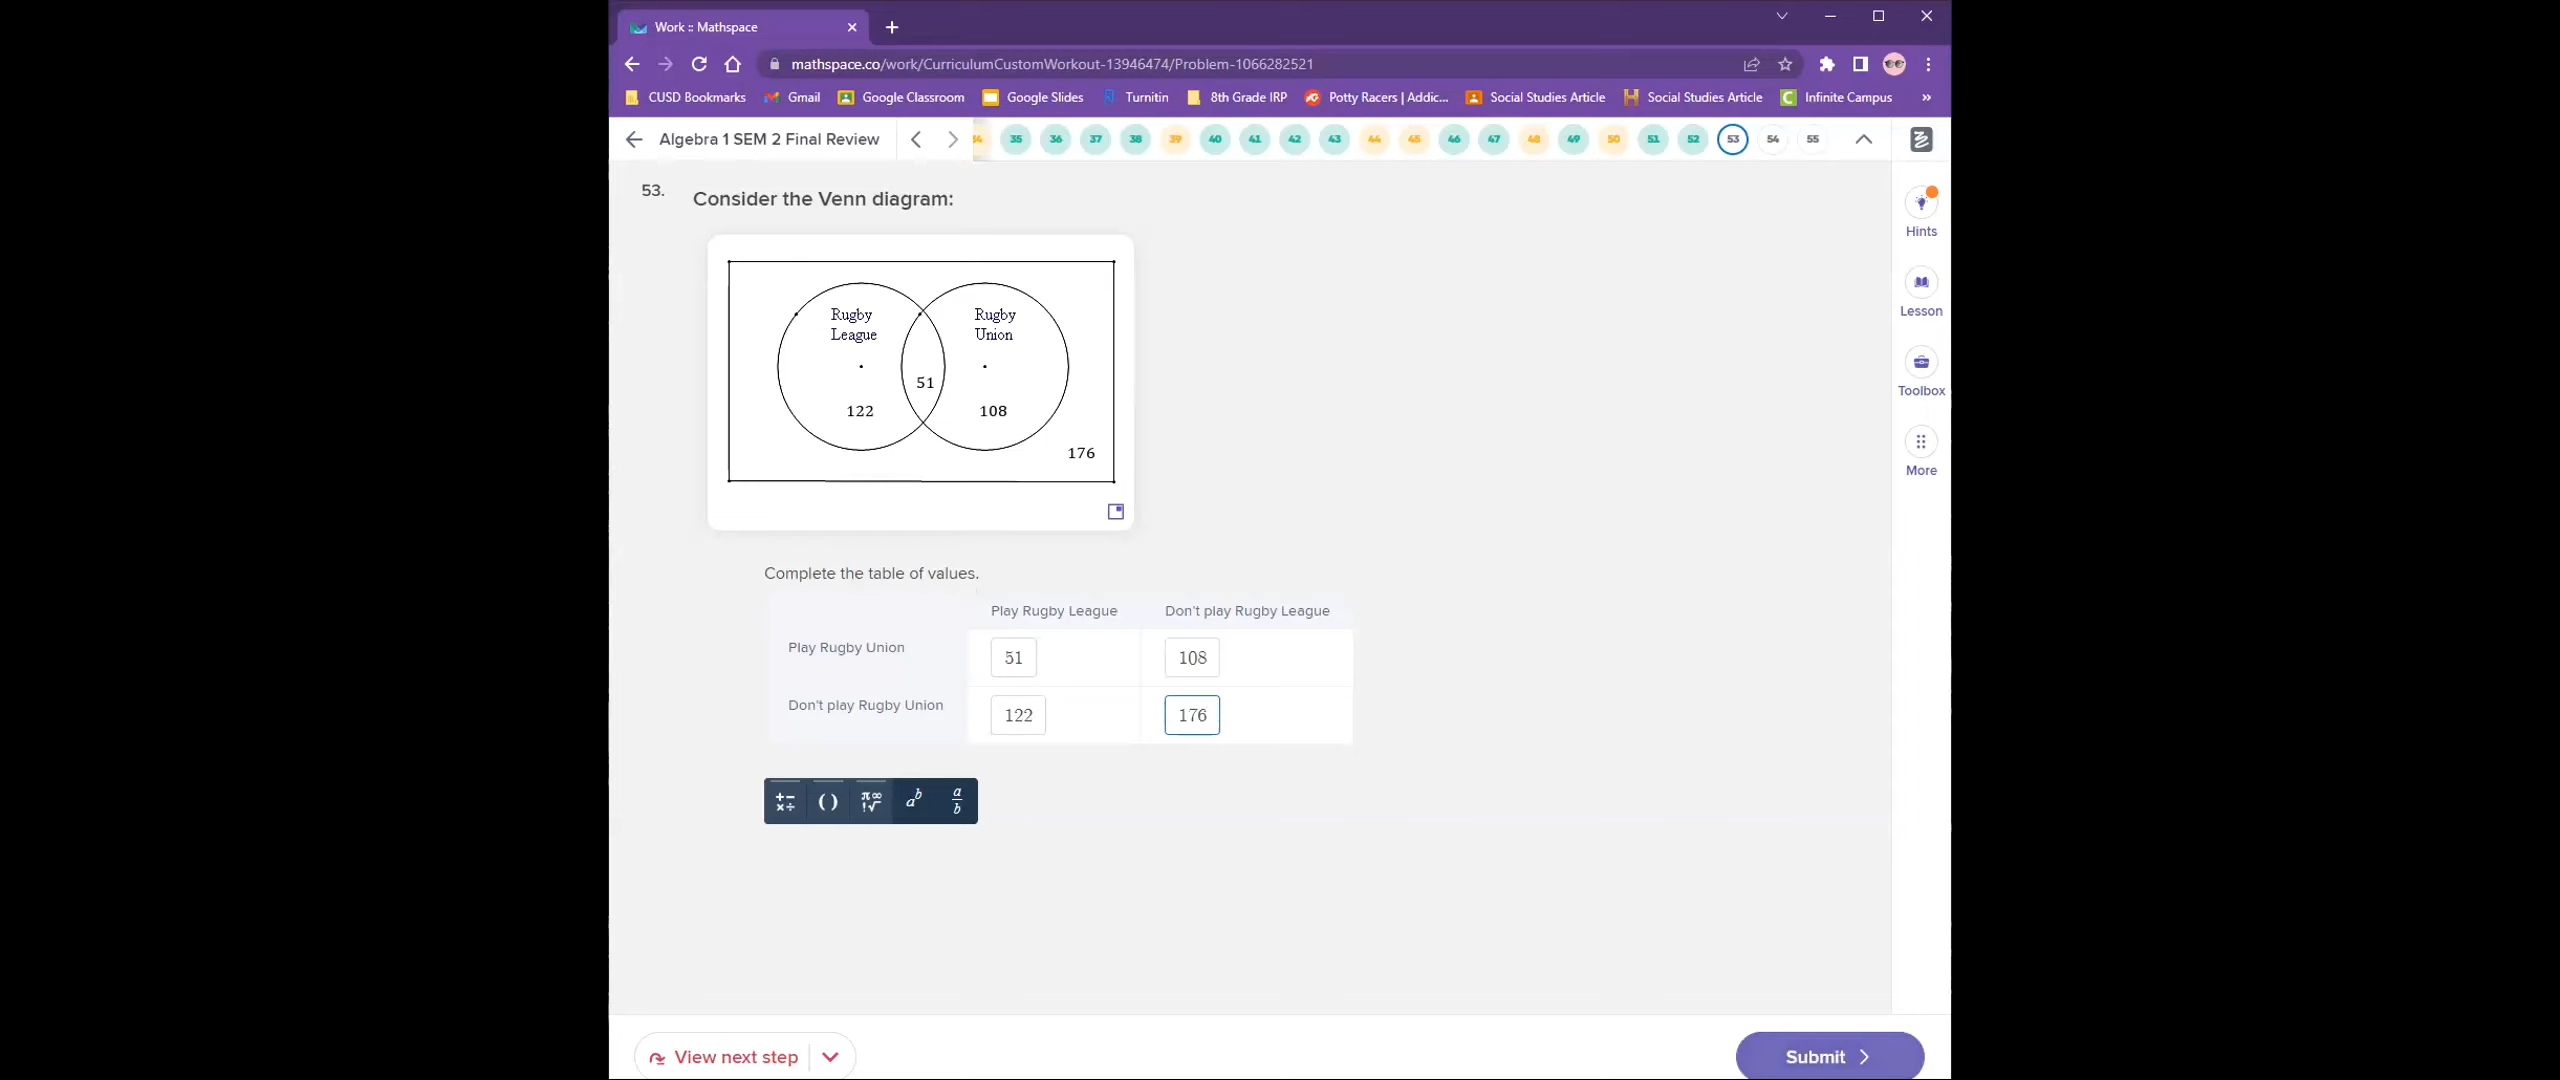 Work :: Mathspace
mathspace.co/work/CurriculumCustomWorkout-13946474/Problem-1066282521
CUSD Bookmarks Gmail Google Classroom Google Slides Turnitin 8th Grade IRP Potty Racers | Addic... Social Studies Article Social Studies Article Infinite Campus »
Algebra 1 SEM 2 Final Review 35 36 37 38 39 40 41 42 43 44 45 46 47 48 49 50 51 52 53 54 55
53. Consider the Venn diagram:
Hints
Lesson
Toolbox
More
Rugby League
Rugby Union
51
122
108
176
Complete the table of values.
Play Rugby League Don't play Rugby League
Play Rugby Union 51 108
Don't play Rugby Union 122 176
+− ×÷ ( ) π∞ !√ a^b a/b
View next step
Submit